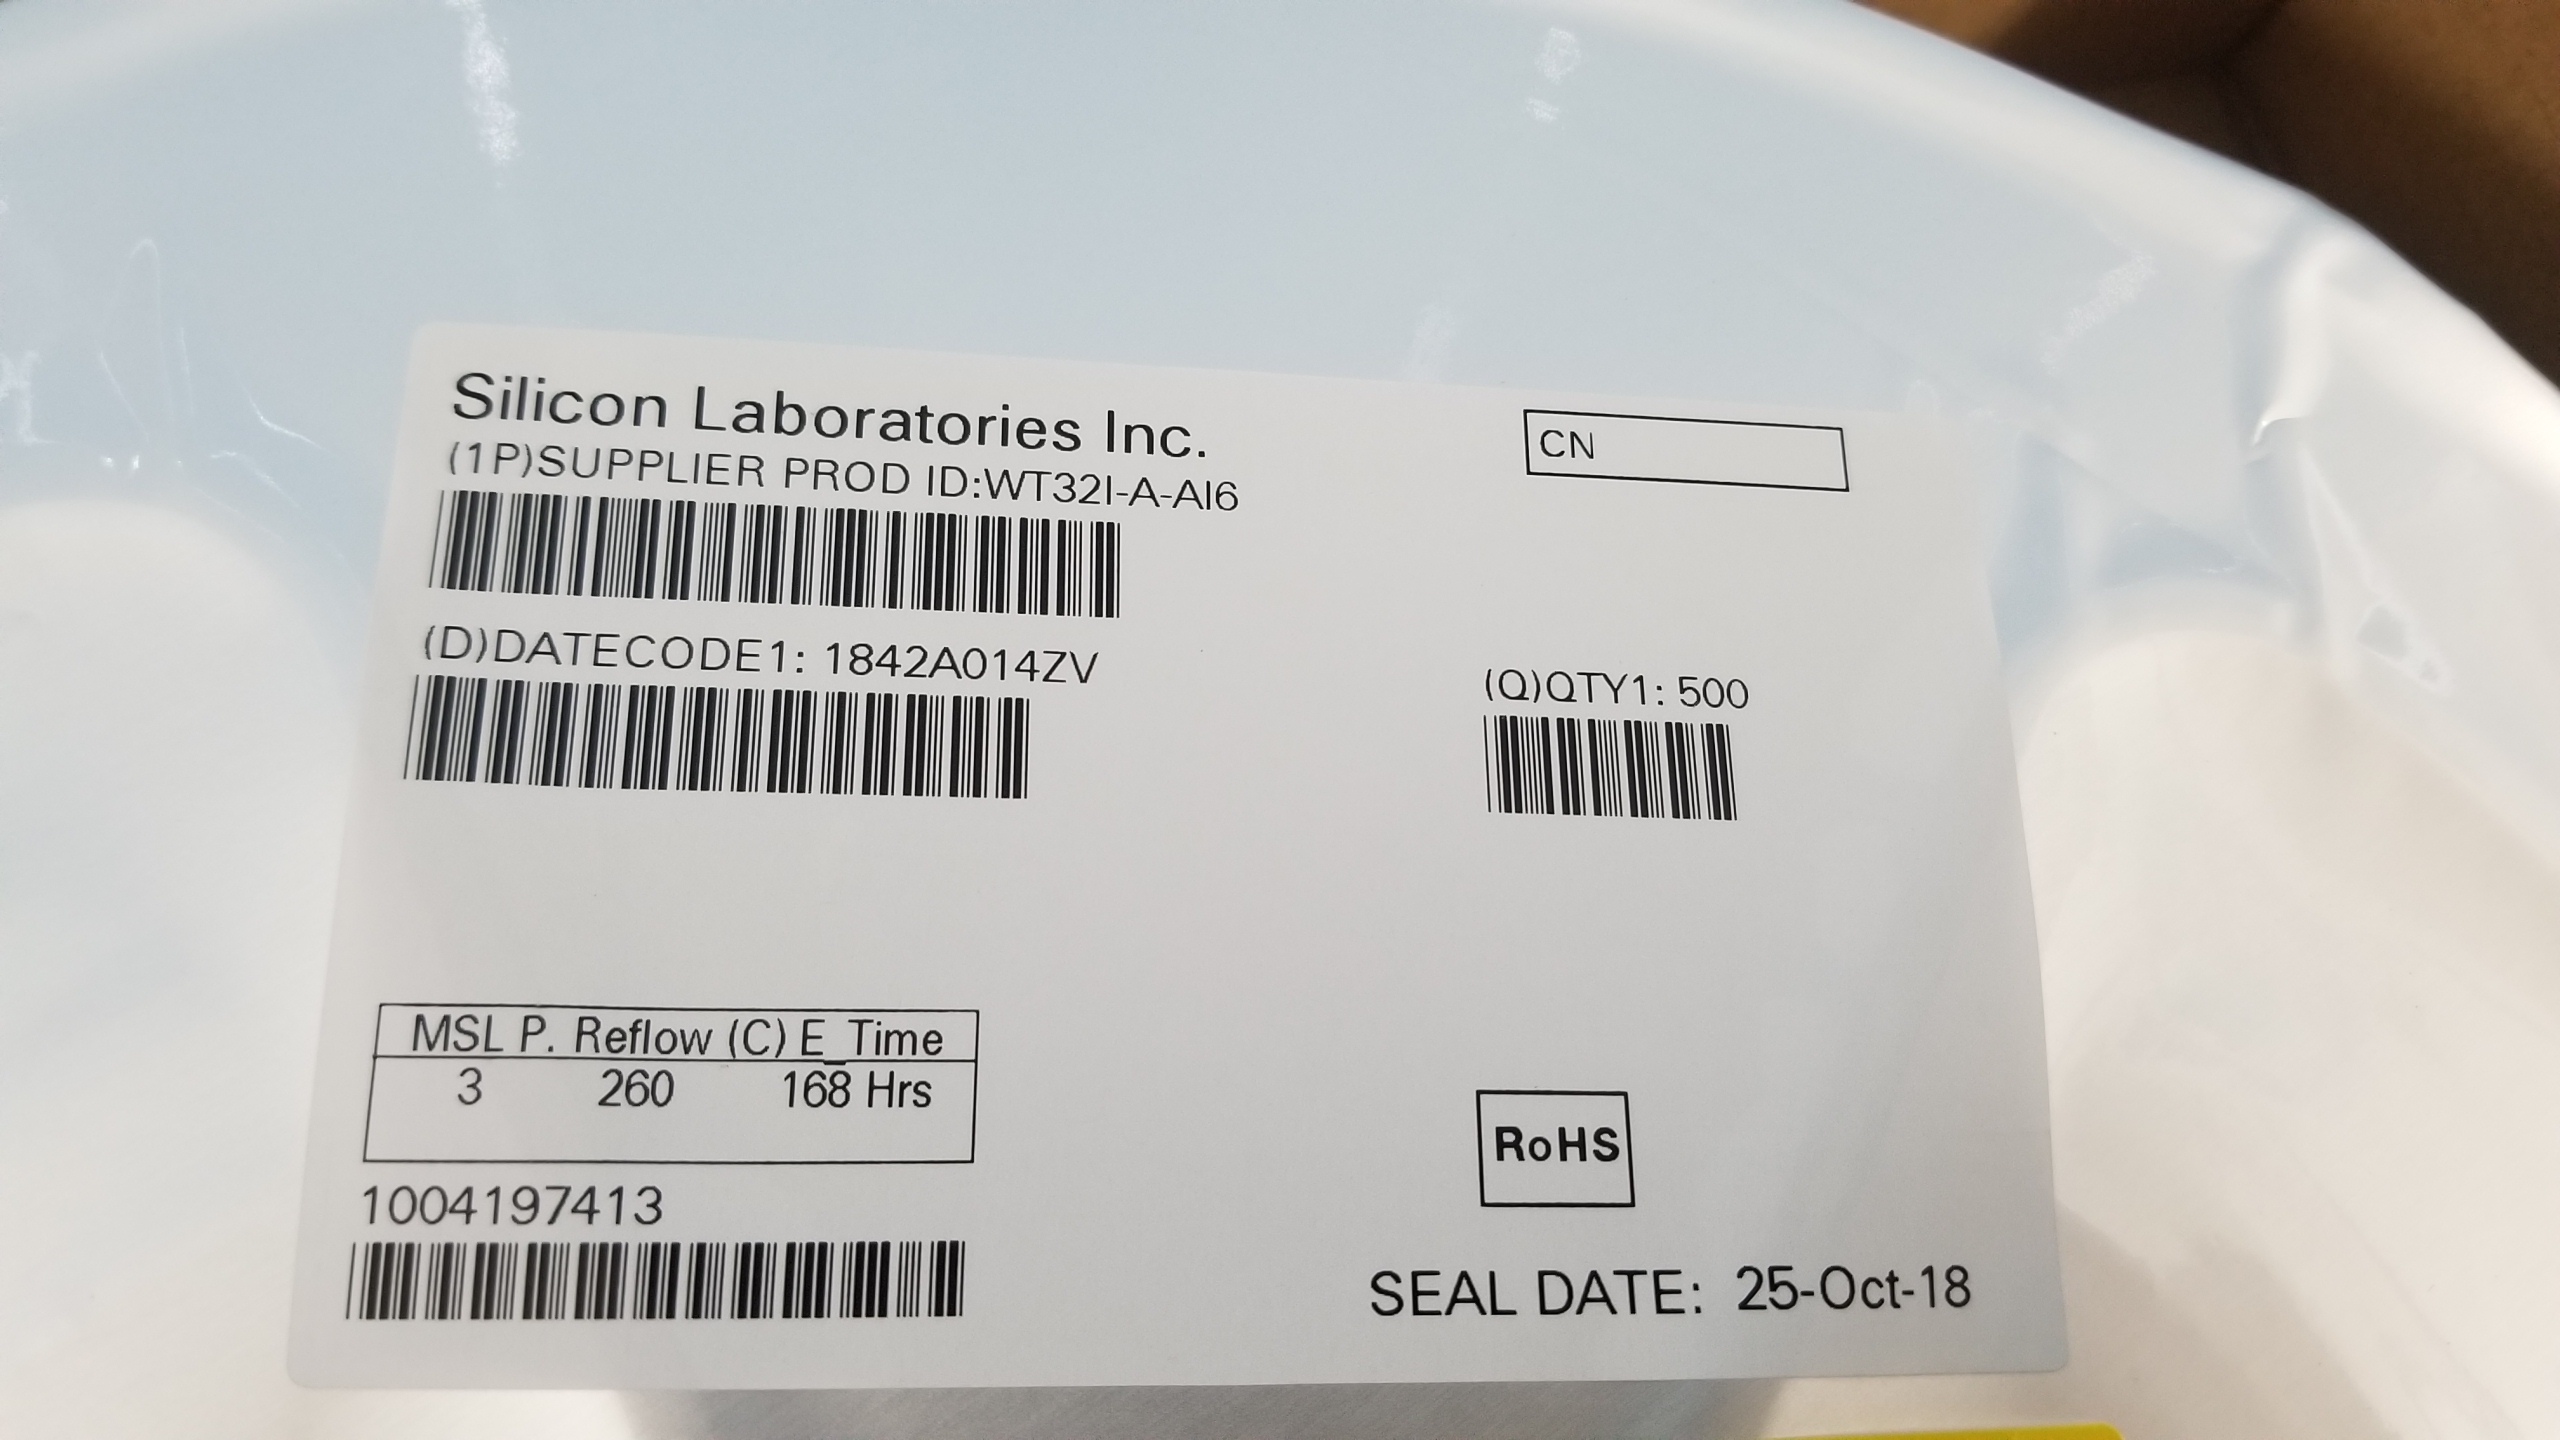 Silicon Laboratories Inc.
CN
(1P)SUPPLIER PROD ID:WT32I-A-AI6
(D)DATECODE1: 1842A014ZV
(Q)QTY1: 500
MSL P. Reflow (C) E_Time
3 260 168 Hrs
RoHS
1004197413
SEAL DATE: 25-Oct-18